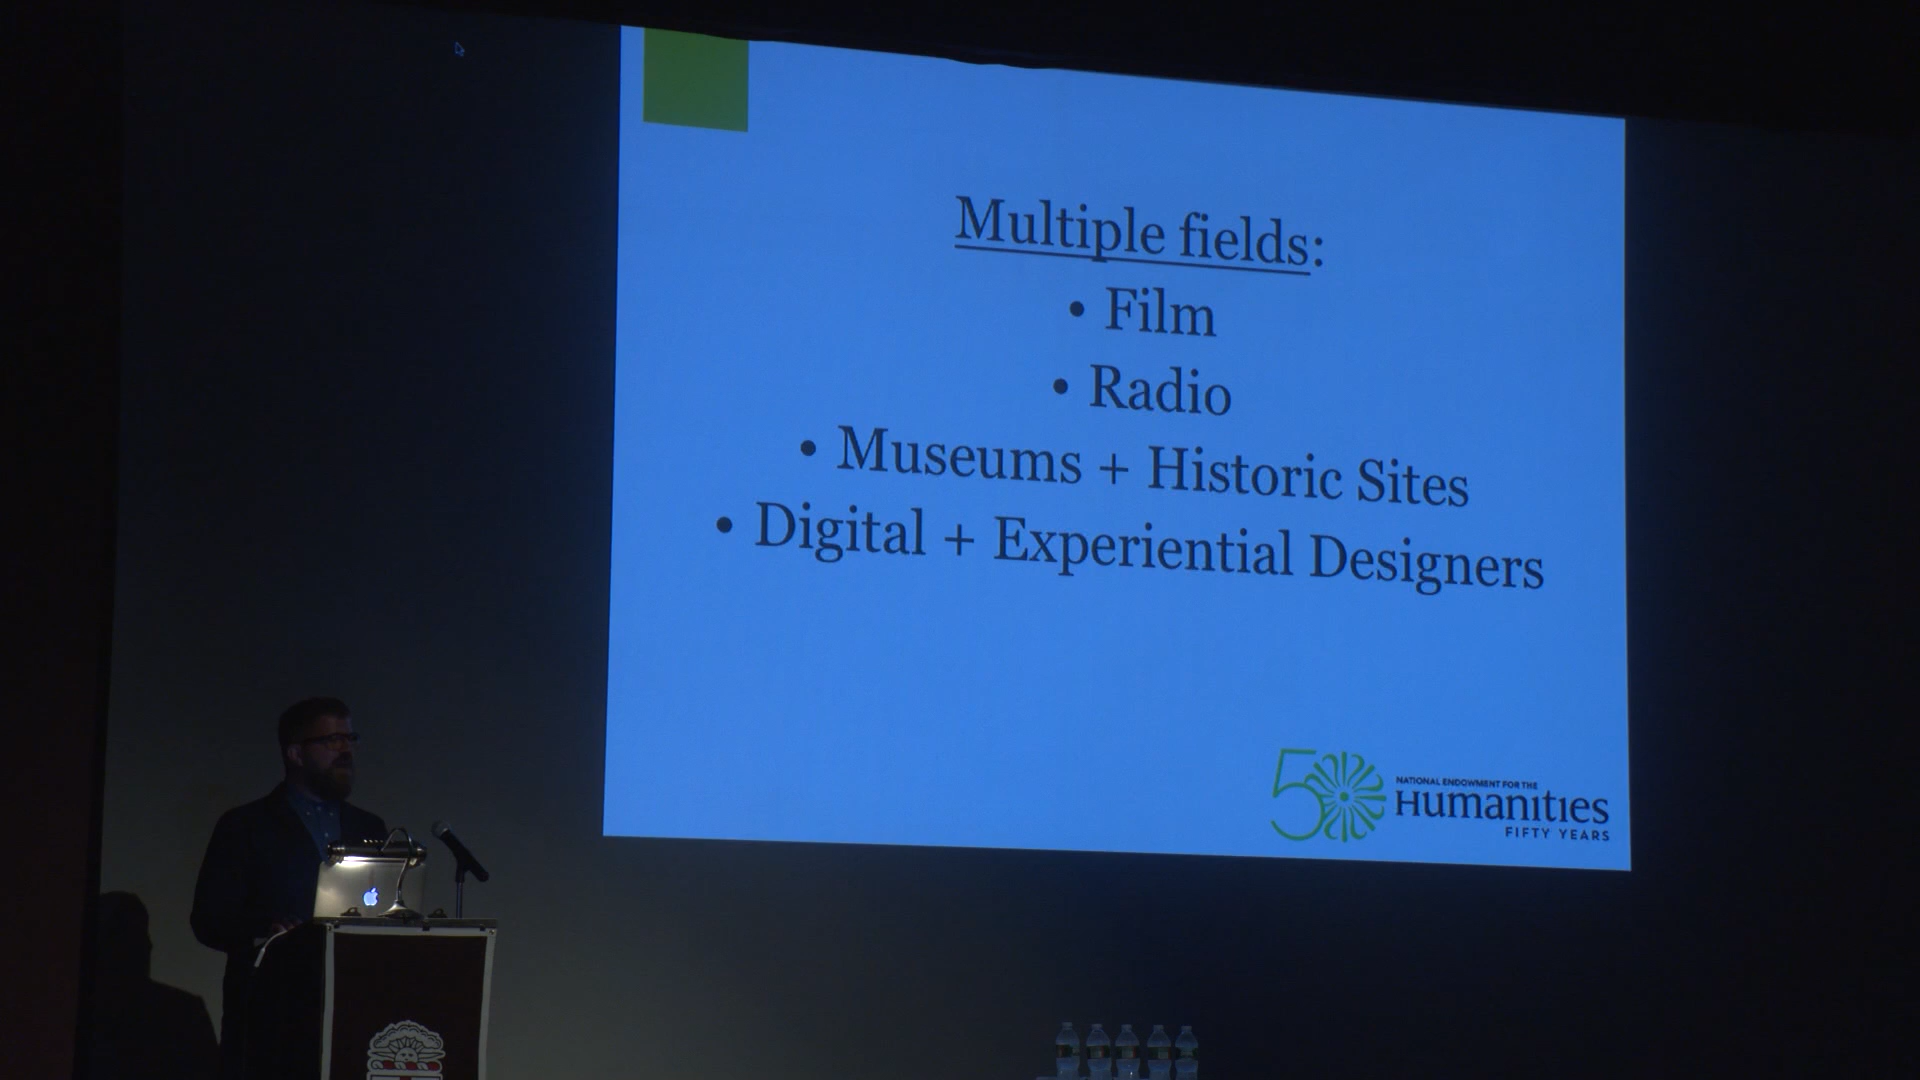 Multiple fields:
• Film
• Radio
• Museums + Historic Sites
• Digital + Experiential Designers
50
NATIONAL ENDOWMENT FOR THE
Humanities
FIFTY YEARS